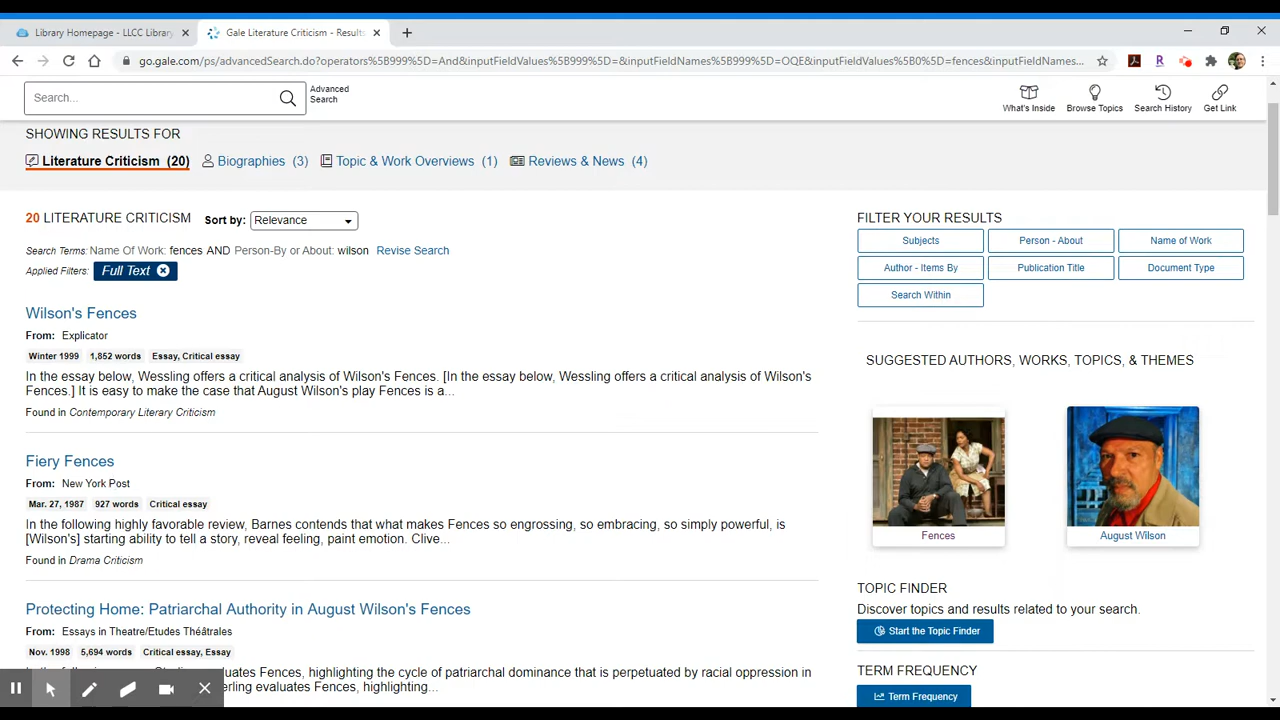 Library Homepage - LLCC Library
Gale Literature Criticism - Results
go.gale.com/ps/advancedSearch.do?operators%5B999%5D=And&inputFieldValues%5B999%5D=&inputFieldNames%5B999%5D=OQE&inputFieldValues%5B0%5D=fences&inputFieldNames...
Search...
Advanced
Search
What's Inside
Browse Topics
Search History
Get Link
SHOWING RESULTS FOR
Literature Criticism (20)
Biographies (3)
Topic & Work Overviews (1)
Reviews & News (4)
20 LITERATURE CRITICISM
Sort by: Relevance
Search Terms: Name Of Work: fences AND Person-By or About: wilson Revise Search
Applied Filters: Full Text
Wilson's Fences
From: Explicator
Winter 1999 1,852 words Essay, Critical essay
In the essay below, Wessling offers a critical analysis of Wilson's Fences. [In the essay below, Wessling offers a critical analysis of Wilson's
Fences.] It is easy to make the case that August Wilson's play Fences is a...
Found in Contemporary Literary Criticism
Fiery Fences
From: New York Post
Mar. 27, 1987 927 words Critical essay
In the following highly favorable review, Barnes contends that what makes Fences so engrossing, so embracing, so simply powerful, is
[Wilson's] starting ability to tell a story, reveal feeling, paint emotion. Clive...
Found in Drama Criticism
Protecting Home: Patriarchal Authority in August Wilson's Fences
From: Essays in Theatre/Etudes Théâtrales
Nov. 1998 5,694 words Critical essay, Essay
uates Fences, highlighting the cycle of patriarchal dominance that is perpetuated by racial oppression in
erling evaluates Fences, highlighting...
FILTER YOUR RESULTS
Subjects
Person - About
Name of Work
Author - Items By
Publication Title
Document Type
Search Within
SUGGESTED AUTHORS, WORKS, TOPICS, & THEMES
Fences
August Wilson
TOPIC FINDER
Discover topics and results related to your search.
Start the Topic Finder
TERM FREQUENCY
Term Frequency